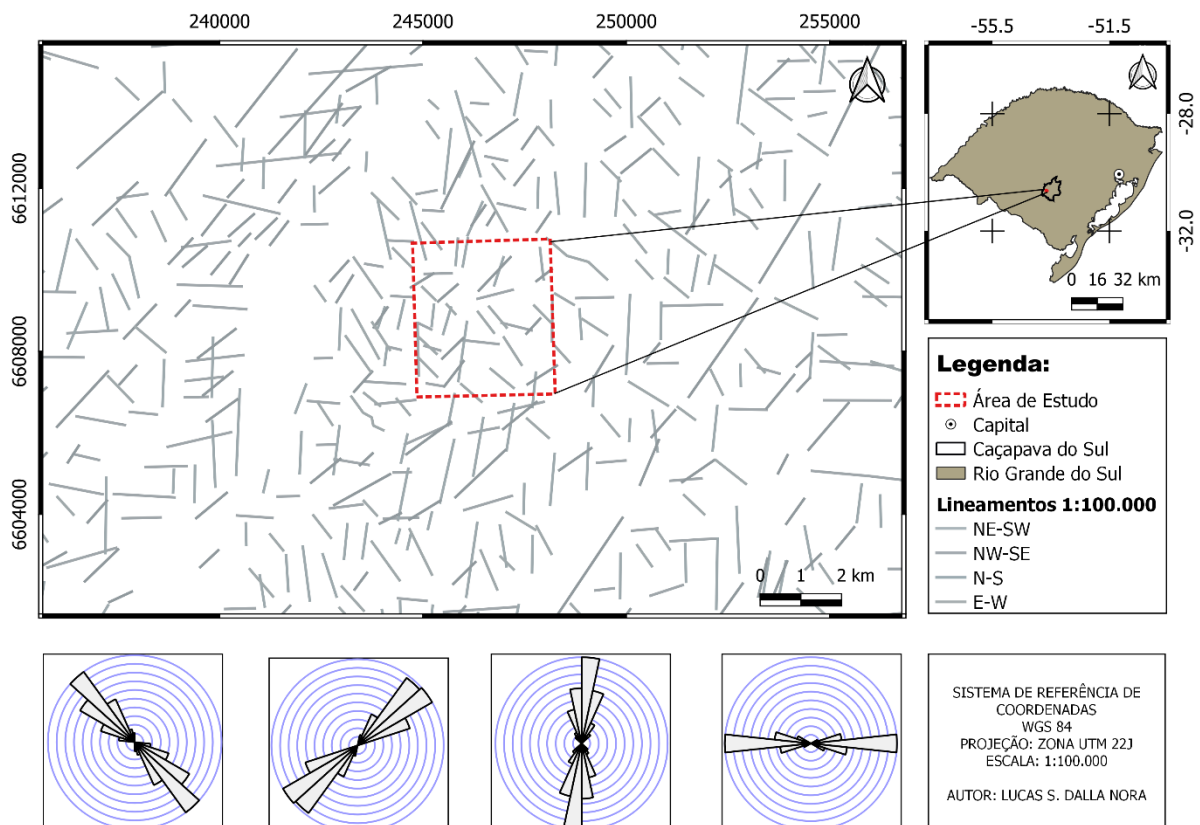 240000
245000
250000
255000
-55.5
-51.5
6612000
6608000
6604000
-28.0
-32.0
0 16 32 km
0 1 2 km
Legenda:
Área de Estudo
Capital
Caçapava do Sul
Rio Grande do Sul
Lineamentos 1:100.000
NE-SW
NW-SE
N-S
E-W
SISTEMA DE REFERÊNCIA DE
COORDENADAS
WGS 84
PROJEÇÃO: ZONA UTM 22J
ESCALA: 1:100.000
AUTOR: LUCAS S. DALLA NORA